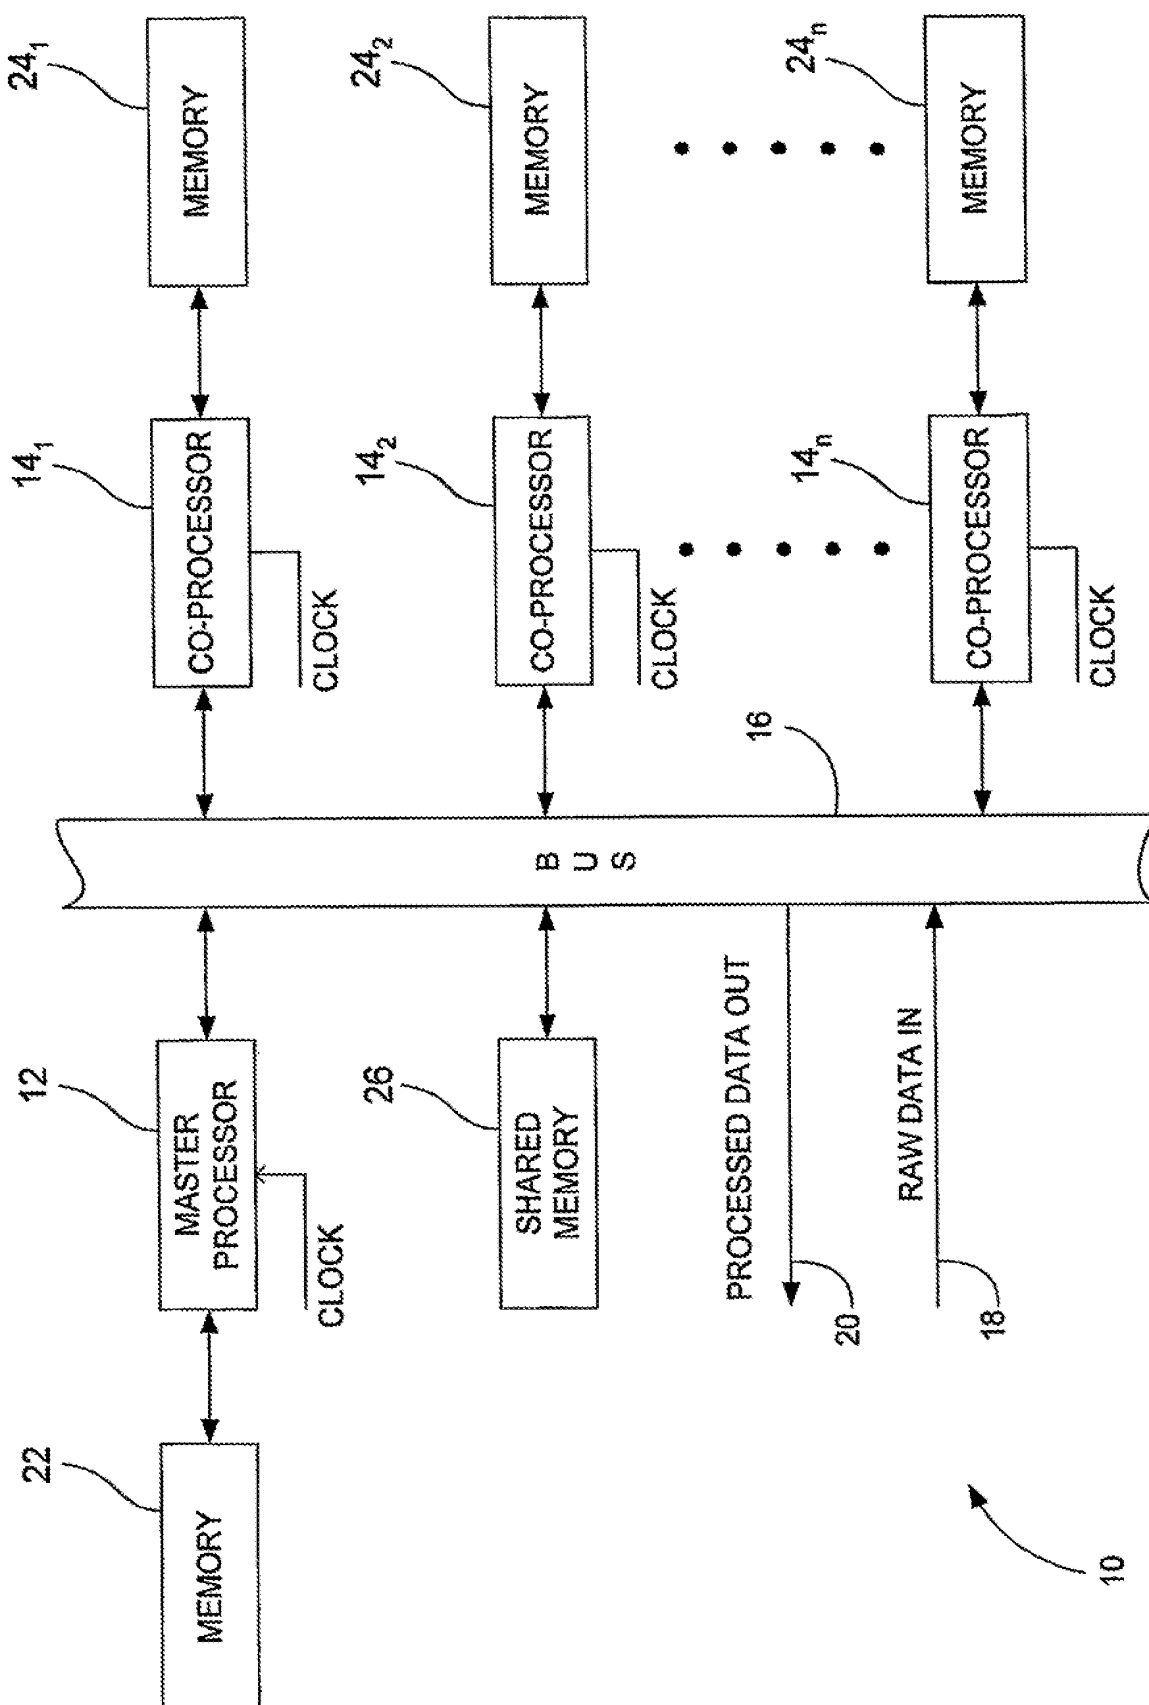 22
MEMORY
12
MASTER
PROCESSOR
CLOCK
14₁
CO-PROCESSOR
CLOCK
24₁
MEMORY
26
SHARED
MEMORY
B
U
S
14₂
CO-PROCESSOR
CLOCK
24₂
MEMORY
PROCESSED DATA OUT
20
16
RAW DATA IN
18
14ₙ
CO-PROCESSOR
CLOCK
24ₙ
MEMORY
10